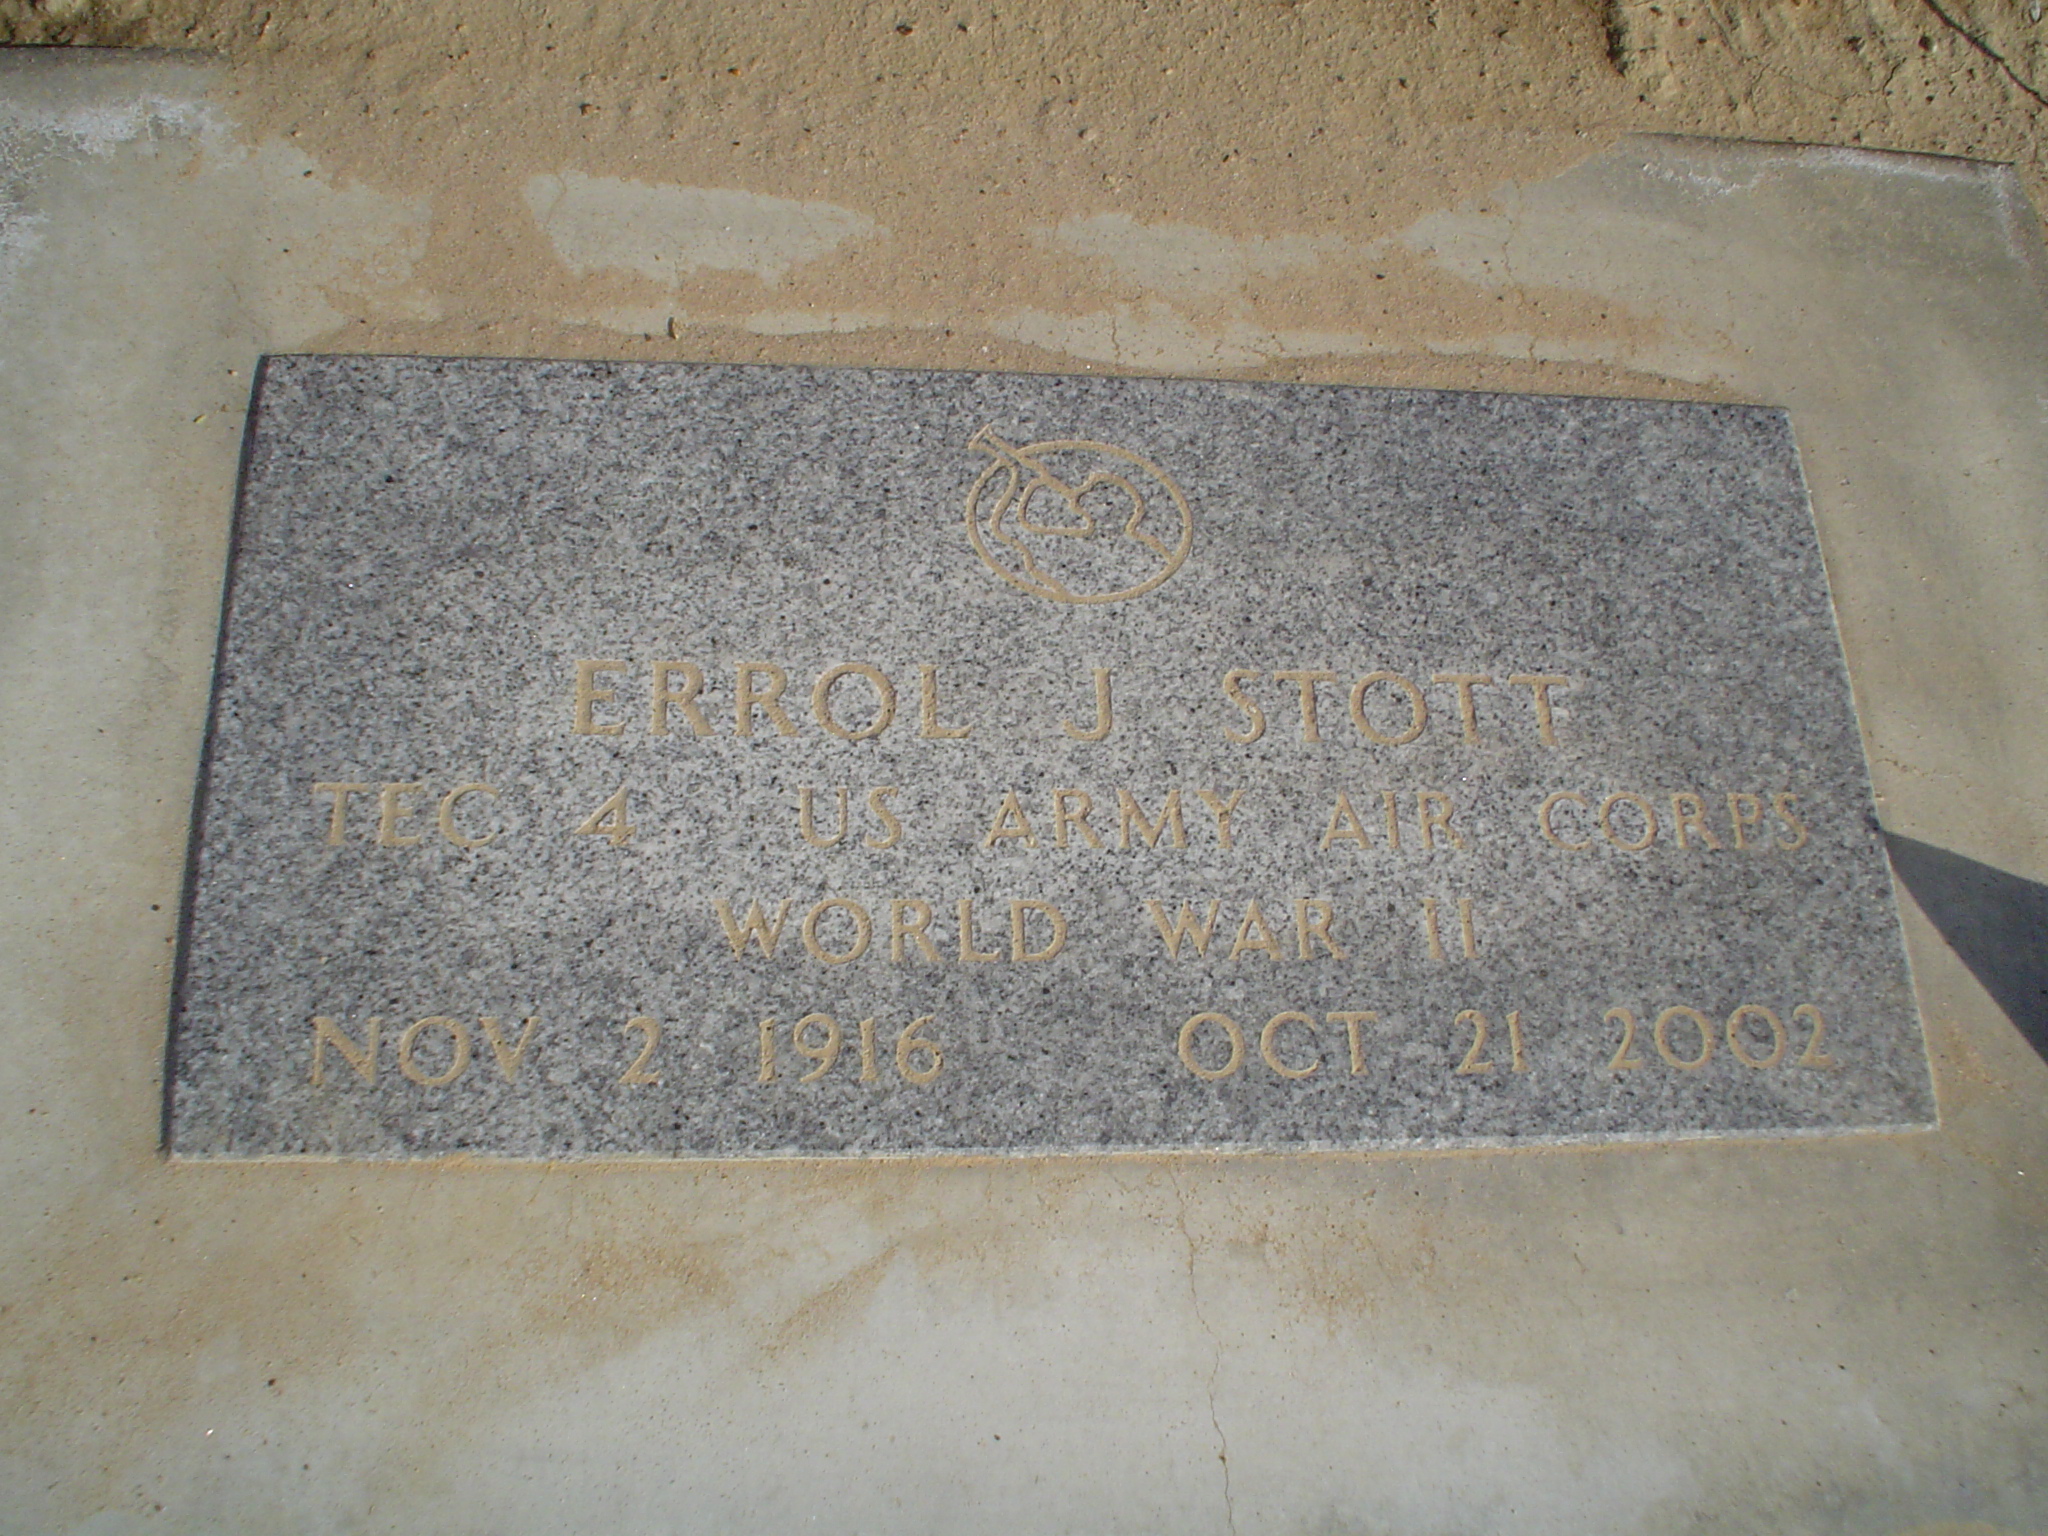 ERROL J STOTT
TEC 4 US ARMY AIR CORPS
WORLD WAR II
NOV 2 1916 OCT 21 2002